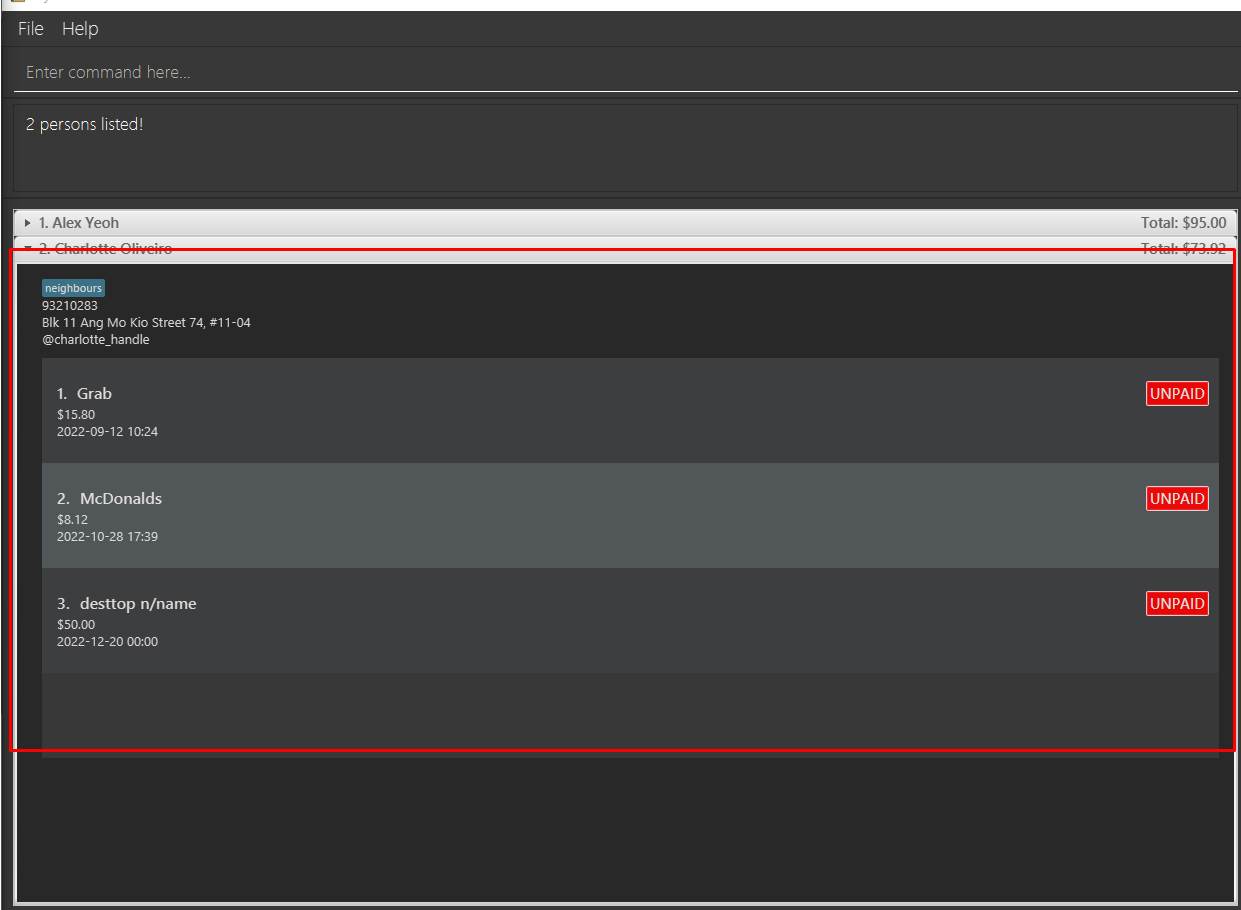 File Help
Enter command here...
2 persons listed!
1. Alex Yeoh Total: $95.00
2. Charlotte Oliveiro Total: $73.92
neighbours
93210283
Blk 11 Ang Mo Kio Street 74, #11-04
@charlotte_handle
1. Grab UNPAID
$15.80
2022-09-12 10:24
2. McDonalds UNPAID
$8.12
2022-10-28 17:39
3. desttop n/name UNPAID
$50.00
2022-12-20 00:00